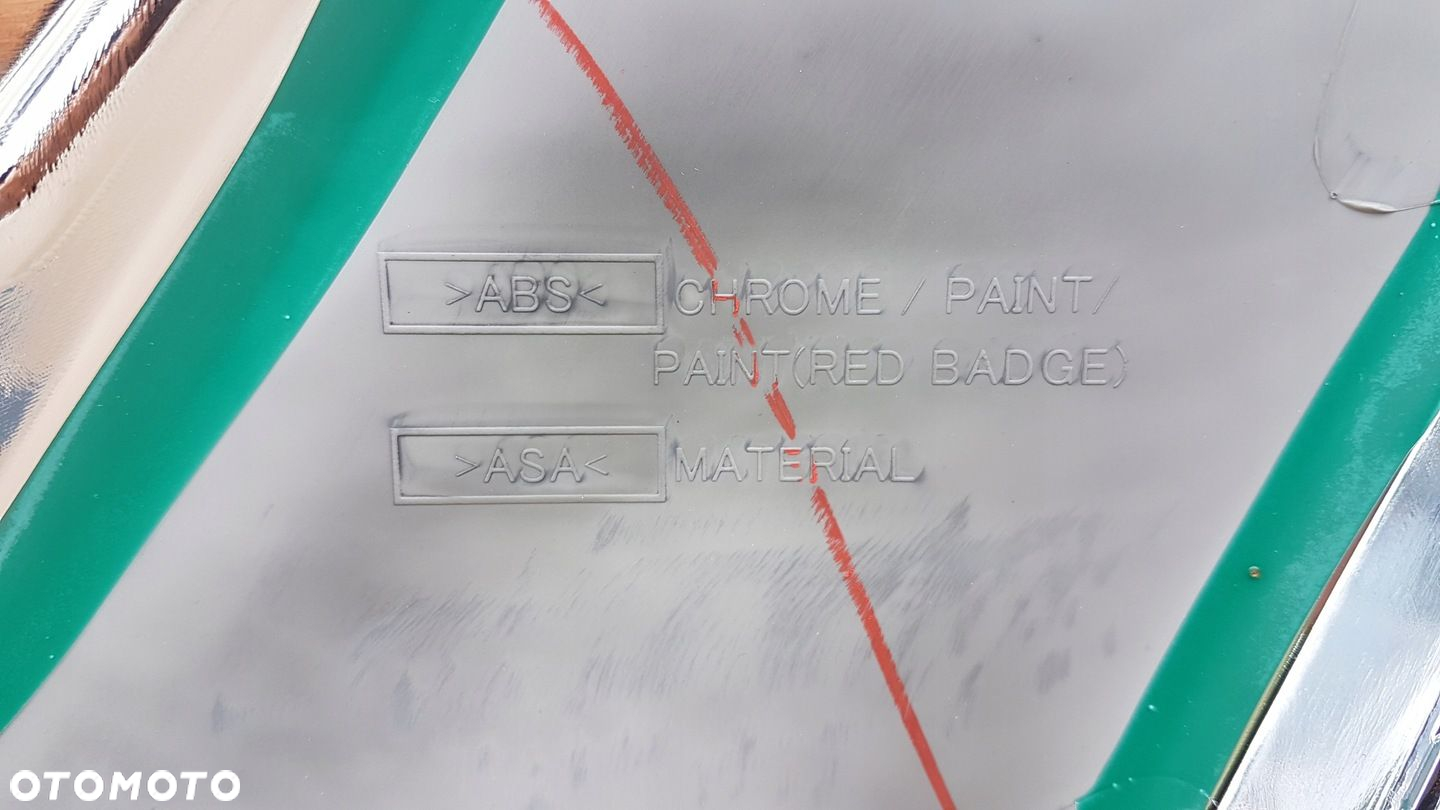 >ABS< CHROME / PAINT/
PAINT(RED BADGE)
>ASA< MATERIAL
OTOMOTO